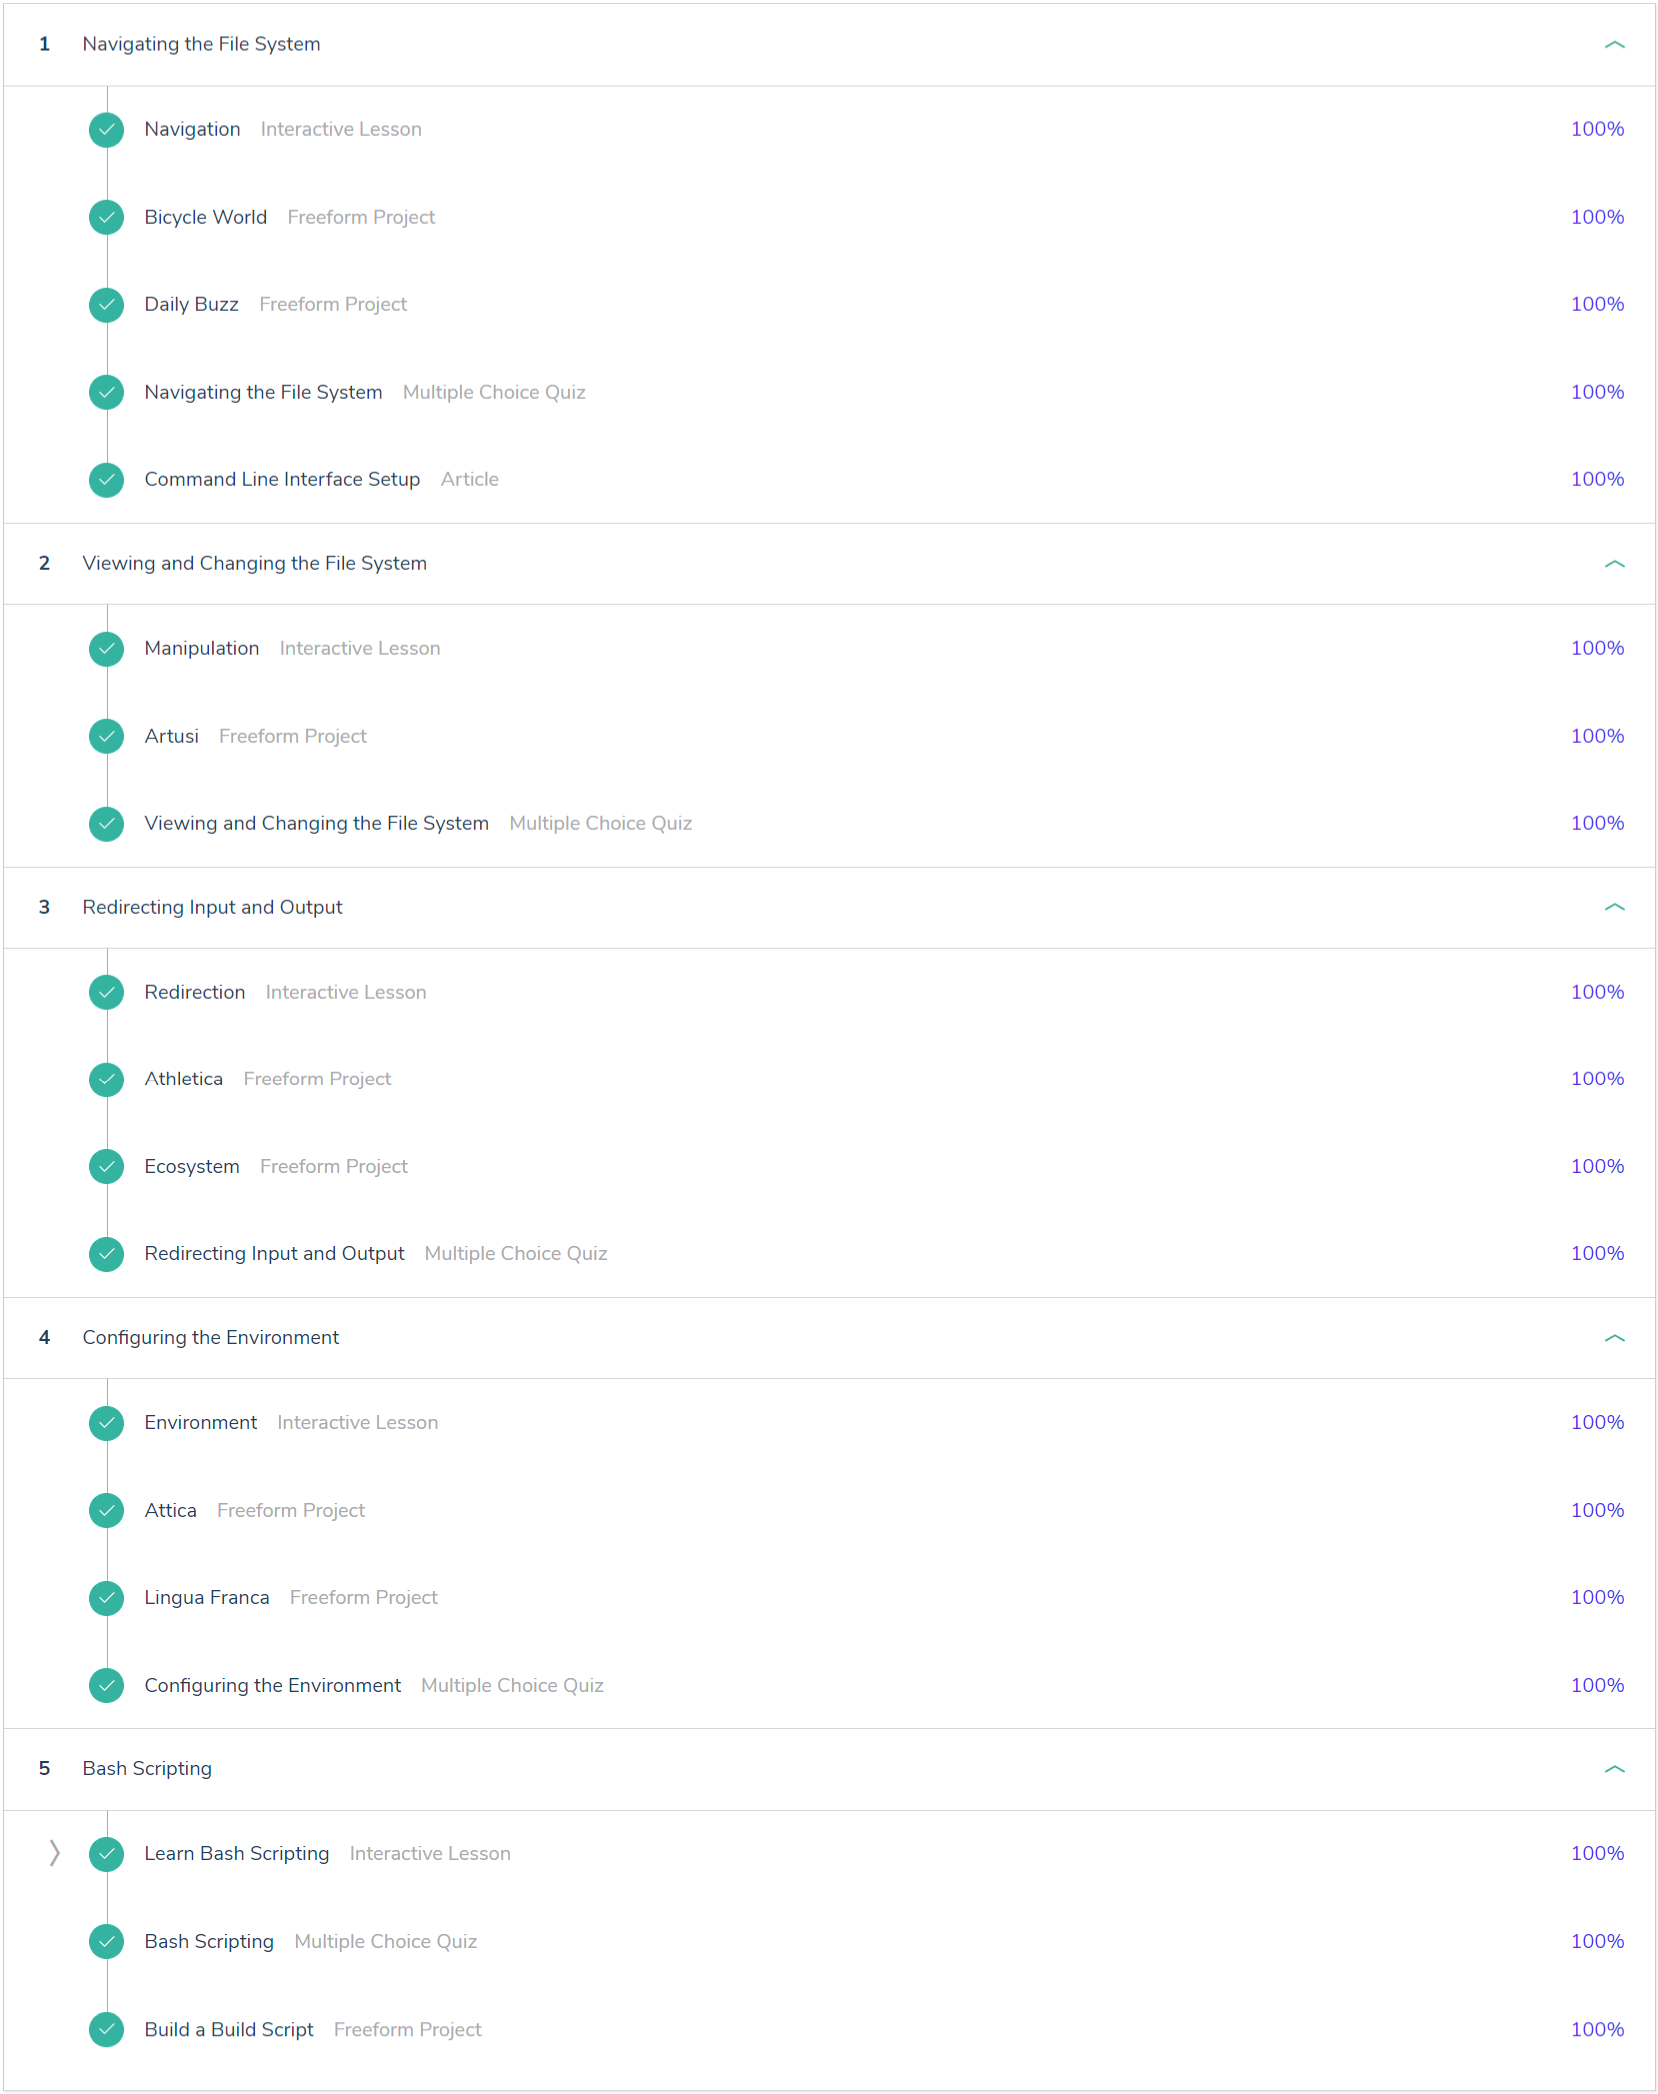 1 Navigating the File System
Navigation Interactive Lesson 100%
Bicycle World Freeform Project 100%
Daily Buzz Freeform Project 100%
Navigating the File System Multiple Choice Quiz 100%
Command Line Interface Setup Article 100%
2 Viewing and Changing the File System
Manipulation Interactive Lesson 100%
Artusi Freeform Project 100%
Viewing and Changing the File System Multiple Choice Quiz 100%
3 Redirecting Input and Output
Redirection Interactive Lesson 100%
Athletica Freeform Project 100%
Ecosystem Freeform Project 100%
Redirecting Input and Output Multiple Choice Quiz 100%
4 Configuring the Environment
Environment Interactive Lesson 100%
Attica Freeform Project 100%
Lingua Franca Freeform Project 100%
Configuring the Environment Multiple Choice Quiz 100%
5 Bash Scripting
Learn Bash Scripting Interactive Lesson 100%
Bash Scripting Multiple Choice Quiz 100%
Build a Build Script Freeform Project 100%